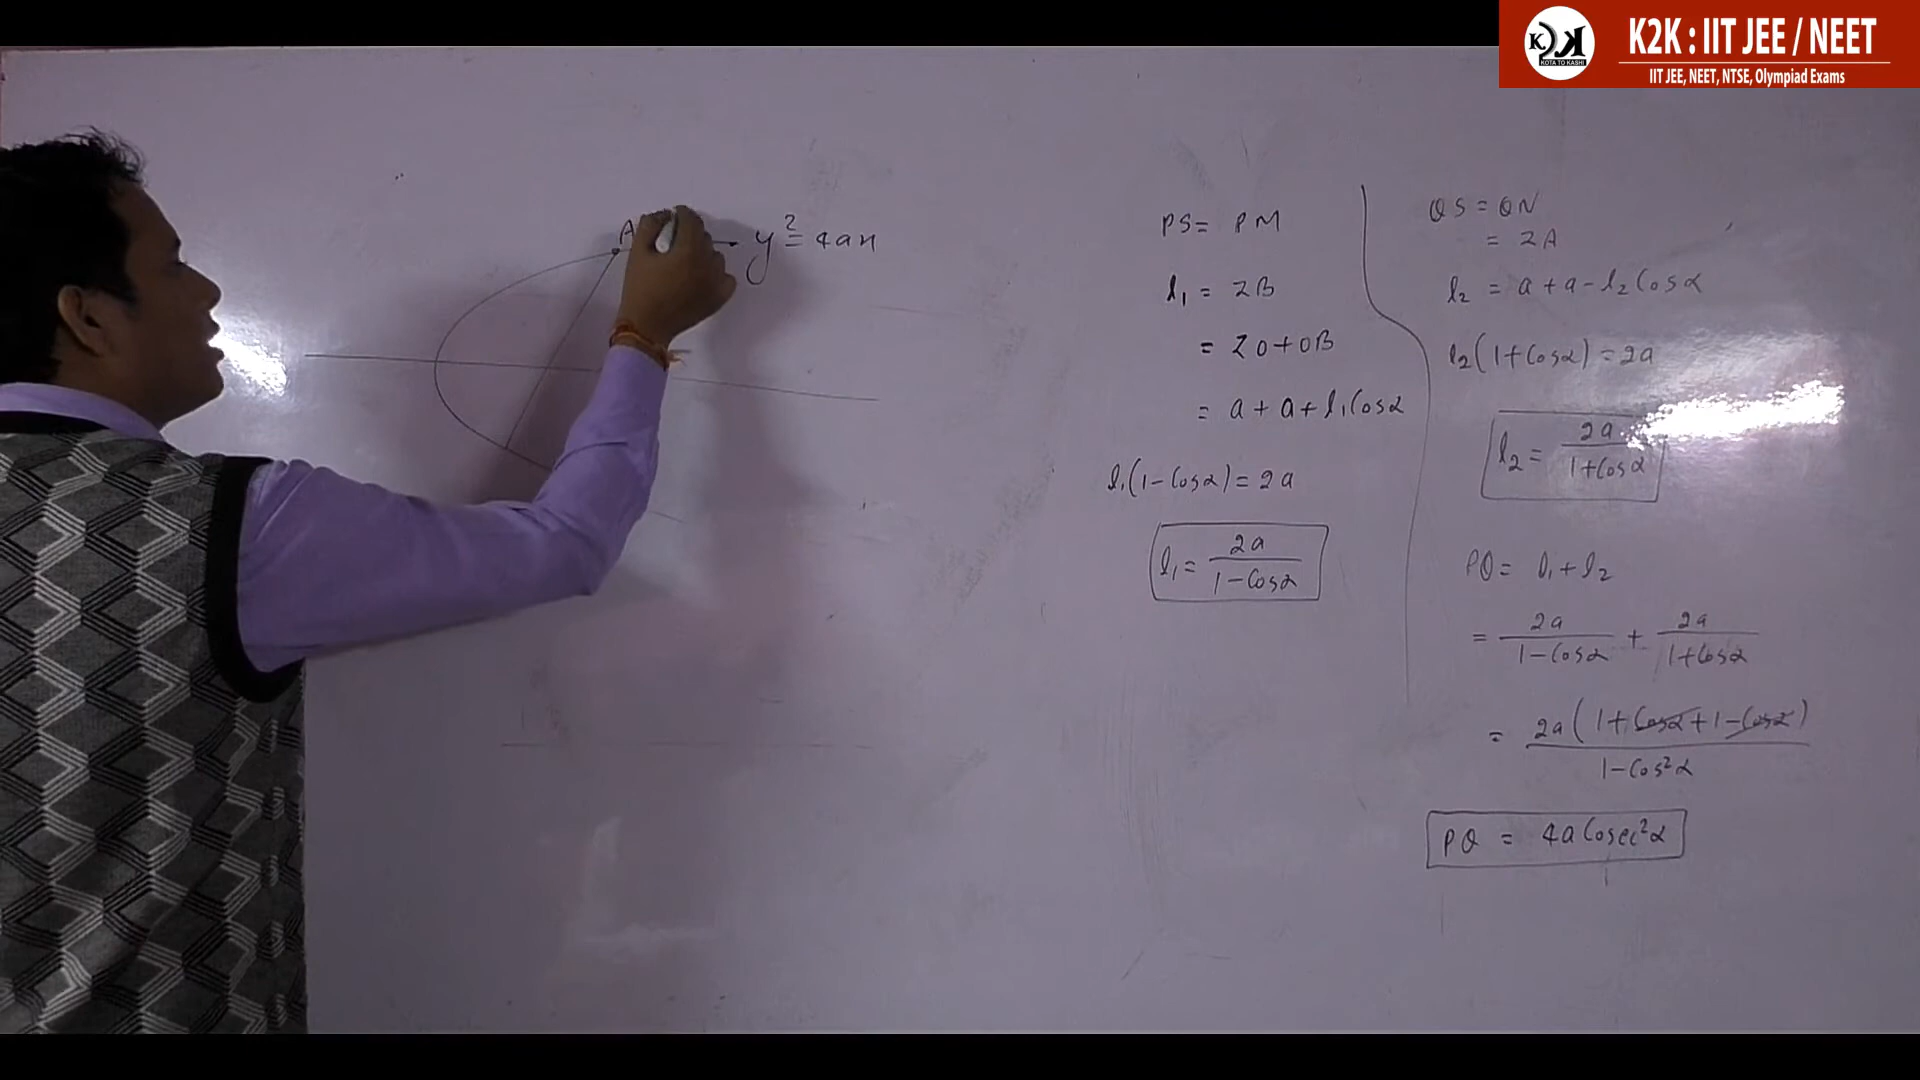 K2K : IIT JEE / NEET
KOTA TO KASHI
IIT JEE, NEET, NTSE, Olympiad Exams
A
y² = 4ax
PS = PM
l₁ = ZB
= ZO + OB
= a + a + l₁ Cosα
l₁(1 - Cosα) = 2a
l₁ = 2a / (1 - Cosα)
QS = QN
= ZA
l₂ = a + a - l₂ Cosα
l₂(1 + Cosα) = 2a
l₂ = 2a / (1 + Cosα)
PQ = l₁ + l₂
= 2a / (1 - Cosα) + 2a / (1 + Cosα)
= 2a(1 + Cosα + 1 - Cosα) / (1 - Cos²α)
PQ = 4a Cosec²α